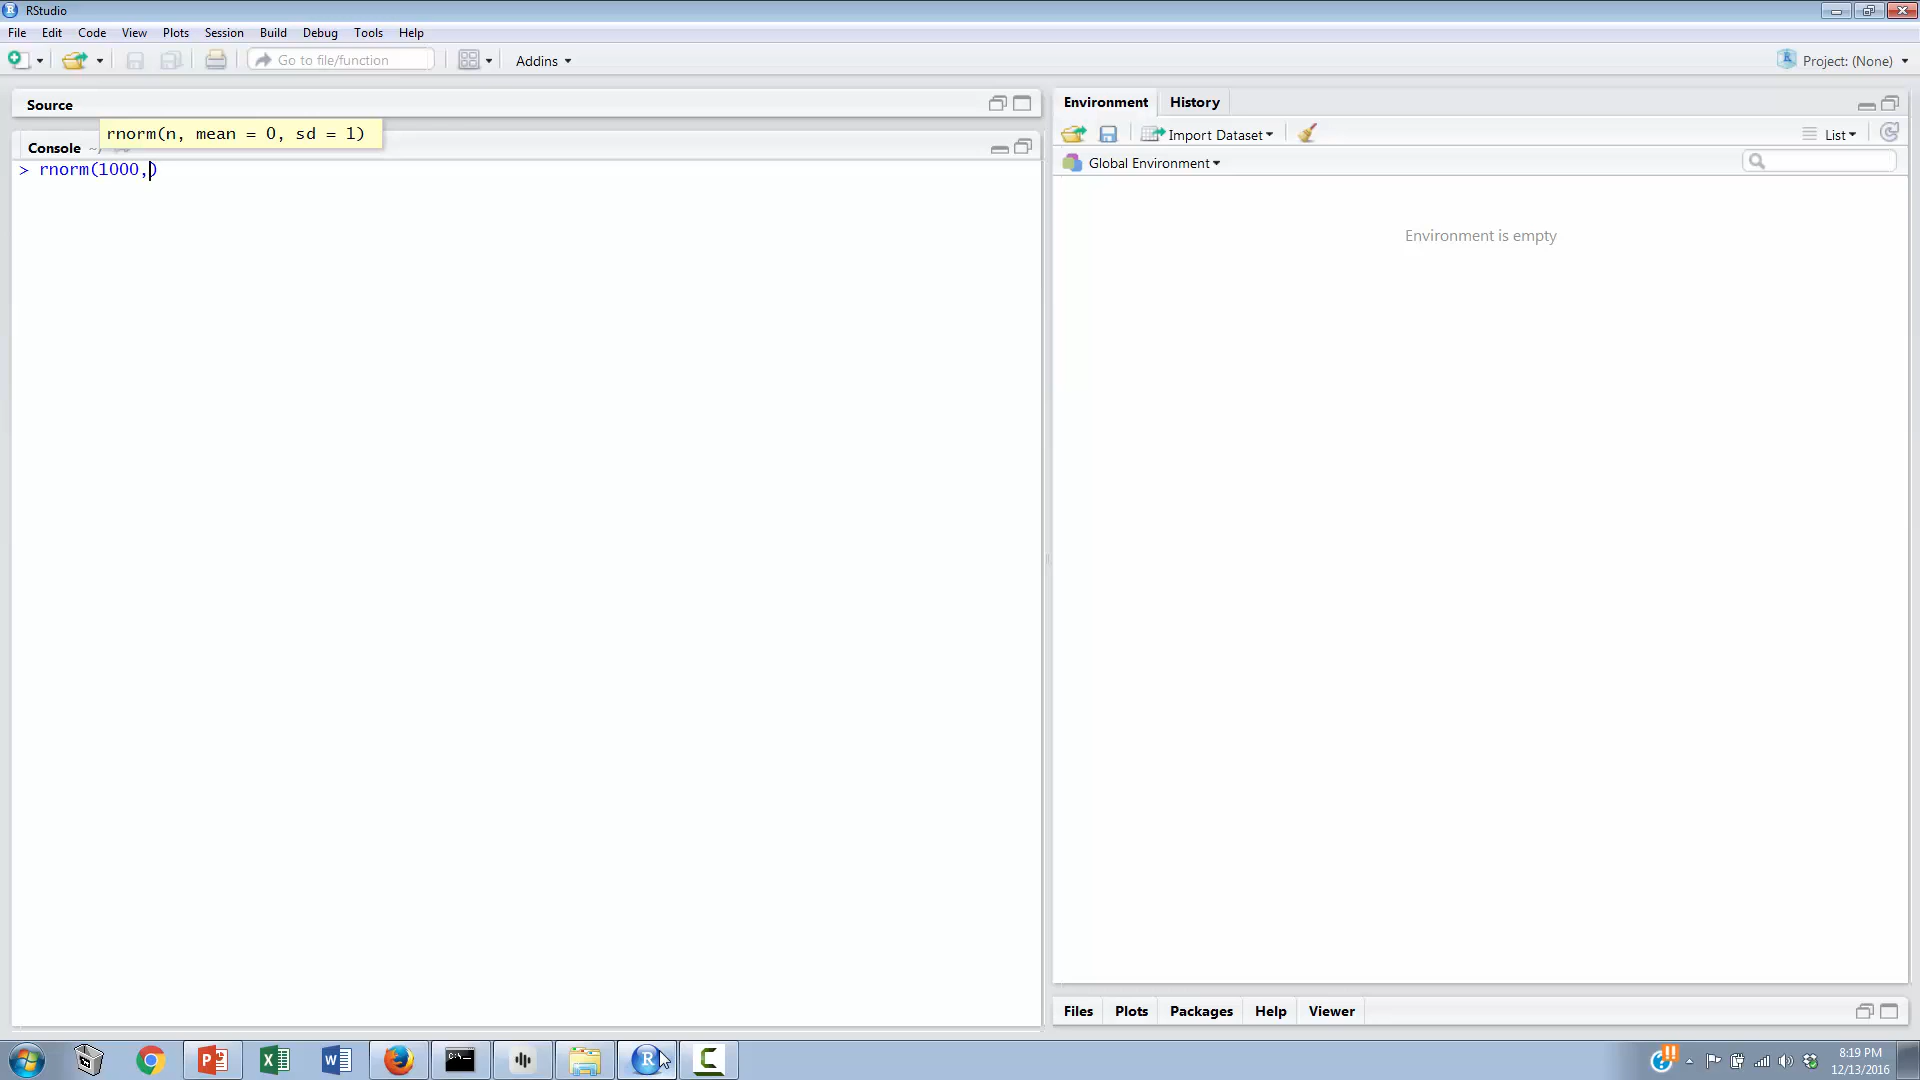 RStudio
File Edit Code View Plots Session Build Debug Tools Help
Go to file/function Addins Project: (None)
Source
rnorm(n, mean = 0, sd = 1)
Console ~/
> rnorm(1000,)
Environment History
Import Dataset List
Global Environment
Environment is empty
Files Plots Packages Help Viewer
8:19 PM
12/13/2016